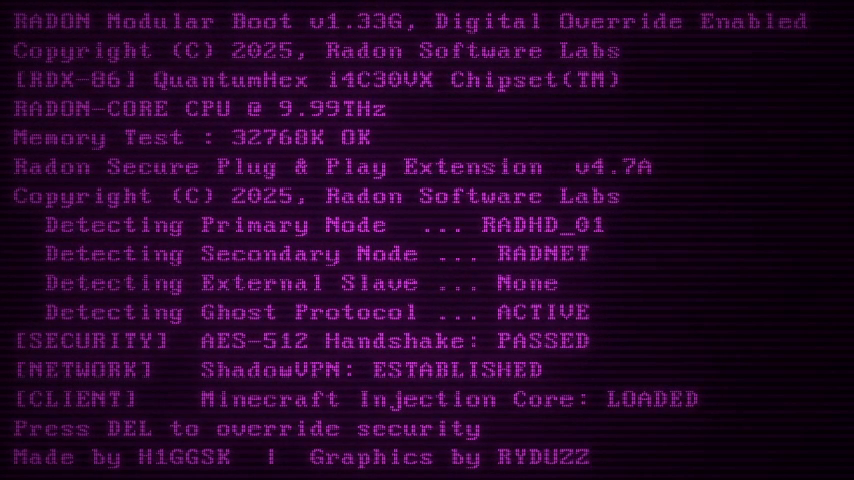 RADON Modular Boot v1.33G, Digital Override Enabled
Copyright (C) 2025, Radon Software Labs
[RDX-86] QuantumHex i4C30VX Chipset(TM)
RADON-CORE CPU @ 9.99THz
Memory Test : 32768K OK
Radon Secure Plug & Play Extension  v4.7A
Copyright (C) 2025, Radon Software Labs
  Detecting Primary Node  ... RADHD_01
  Detecting Secondary Node ... RADNET
  Detecting External Slave ... None
  Detecting Ghost Protocol ... ACTIVE
[SECURITY]  AES-512 Handshake: PASSED
[NETWORK]   ShadowVPN: ESTABLISHED
[CLIENT]    Minecraft Injection Core: LOADED
Press DEL to override security
Made by H1GGSK  |  Graphics by RYDUZZ